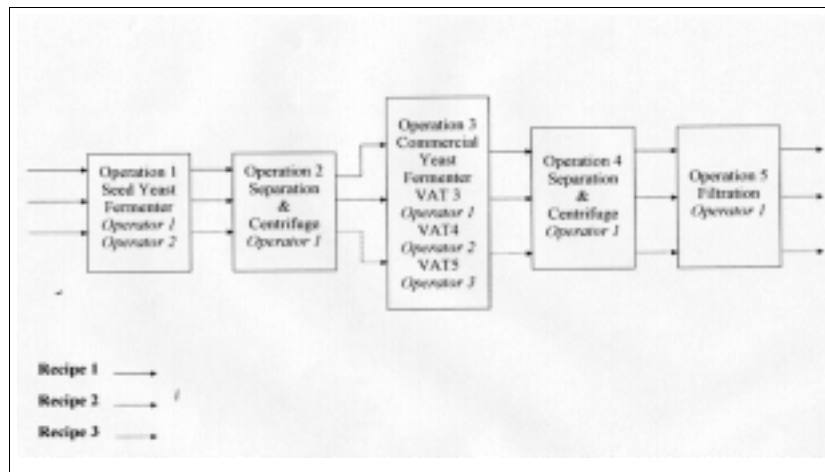 Operation 1
Seed Yeast
Fermenter
Operator 1
Operator 2
Operation 2
Separation
&
Centrifuge
Operator 1
Operation 3
Commercial
Yeast
Fermenter
VAT 3
Operator 1
VAT4
Operator 2
VAT5
Operator 3
Operation 4
Separation
&
Centrifuge
Operator 1
Operation 5
Filtration
Operator 1
Recipe 1
Recipe 2
Recipe 3